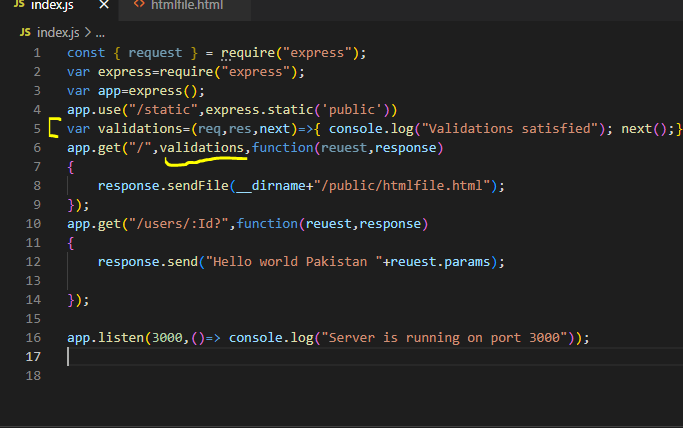 JS index.js ✕ <> htmlfile.html
JS index.js > ...
1 const { request } = require("express");
2 var express=require("express");
3 var app=express();
4 app.use("/static",express.static('public'))
5 var validations=(req,res,next)=>{ console.log("Validations satisfied"); next();}
6 app.get("/",validations,function(reuest,response)
7 {
8 response.sendFile(__dirname+"/public/htmlfile.html");
9 });
10 app.get("/users/:Id?",function(reuest,response)
11 {
12 response.send("Hello world Pakistan "+reuest.params);
13
14 });
15
16 app.listen(3000,()=> console.log("Server is running on port 3000"));
17
18